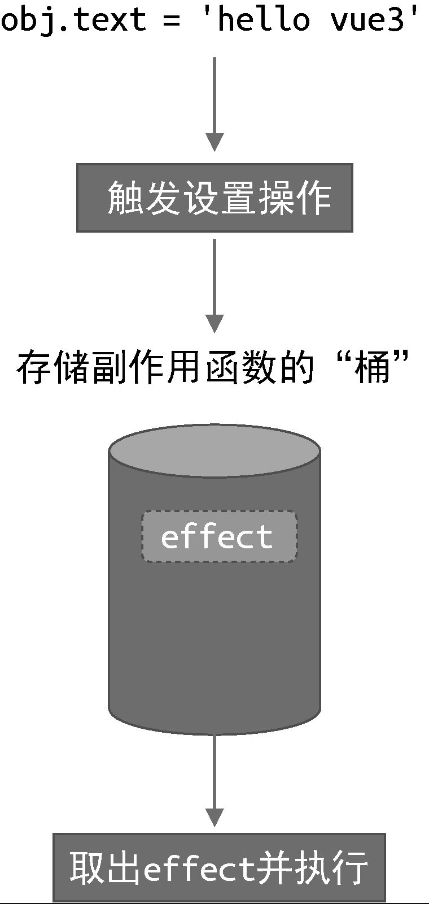 obj.text = 'hello vue3'
触发设置操作
存储副作用函数的“桶”
effect
取出effect并执行